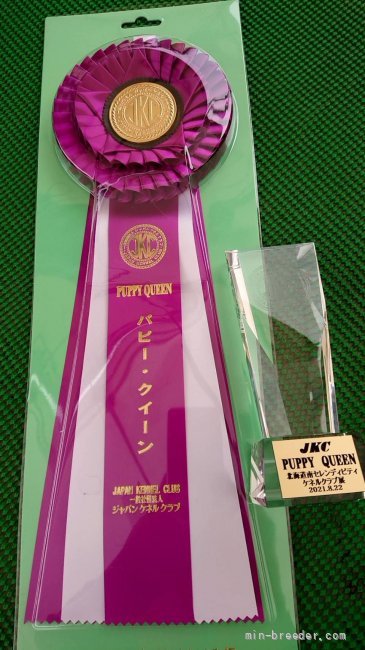 JKC
JKC
PUPPY QUEEN
パピー・クイーン
JAPAN KENNEL CLUB
一般社団法人
ジャパン ケネル クラブ
JKC
PUPPY QUEEN
北海道南セレンディピティ
ケネルクラブ展
2021.8.22
min-breeder.com